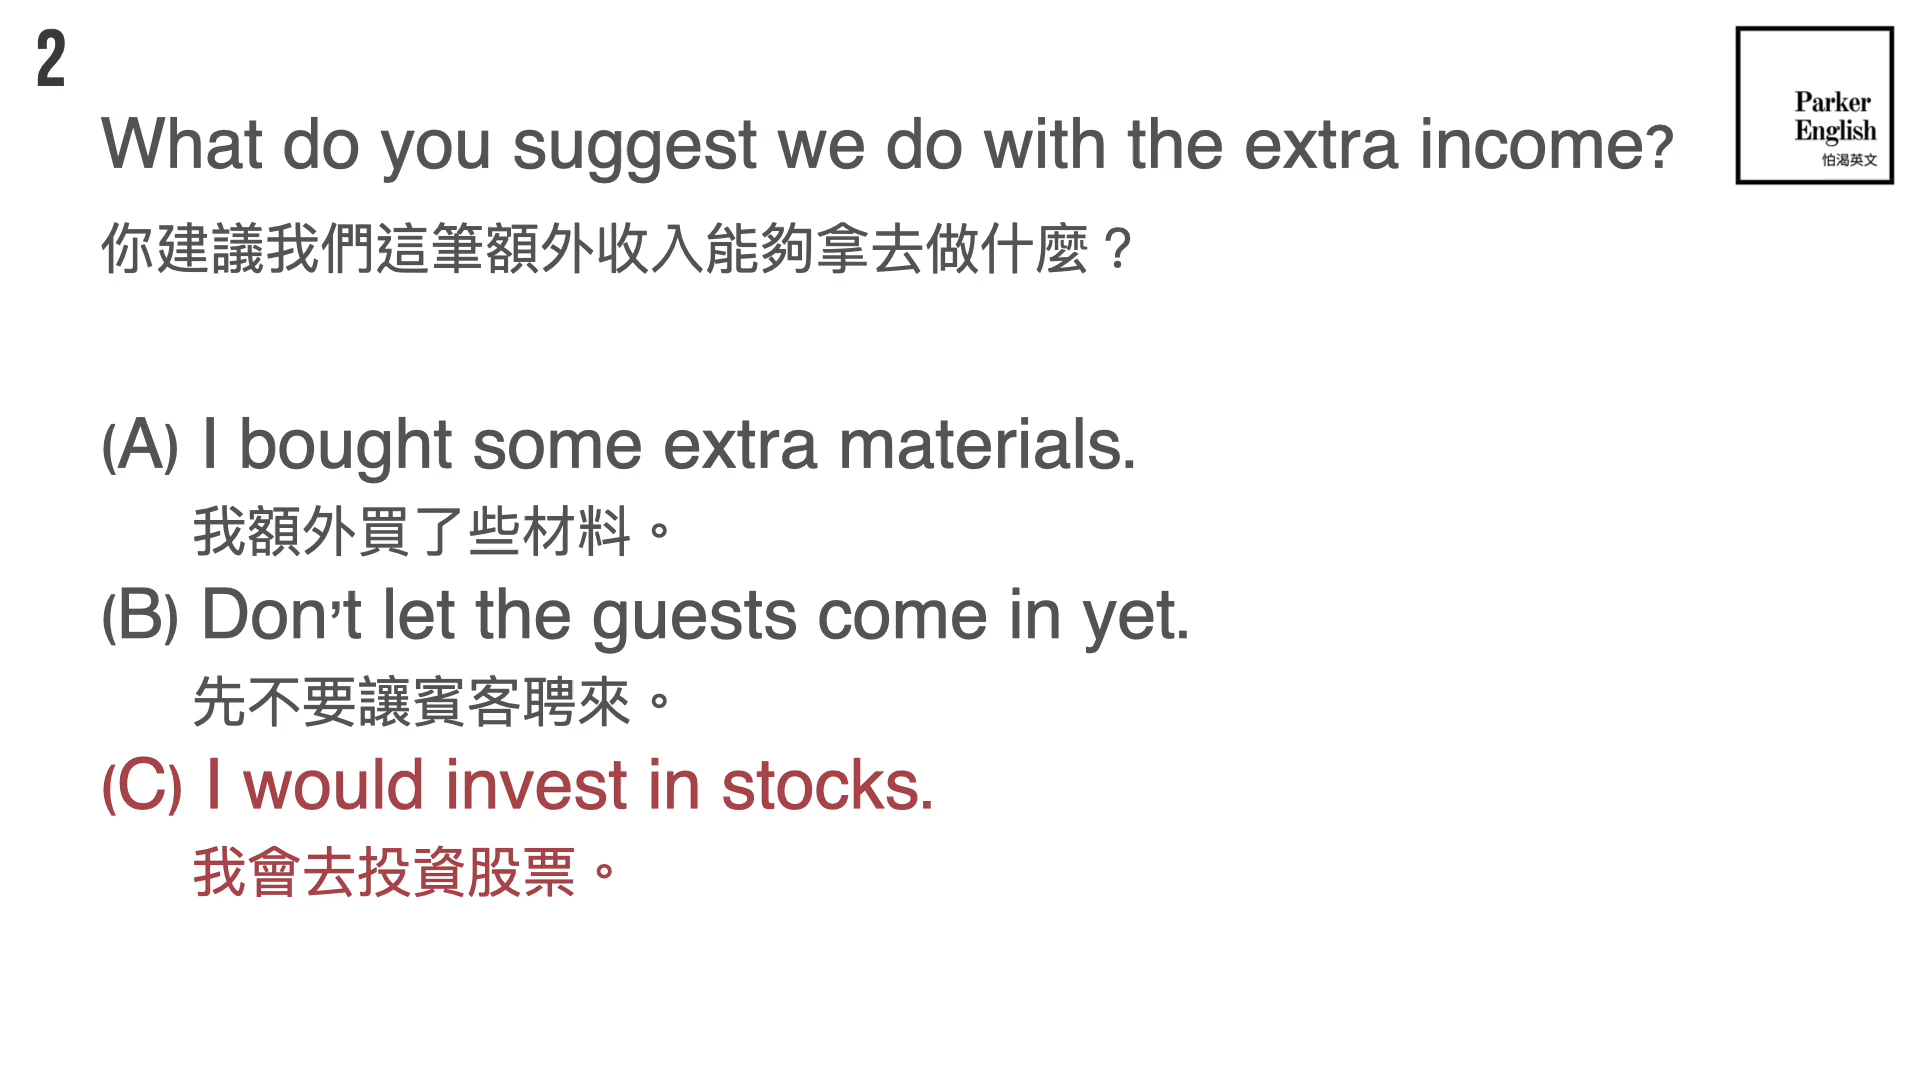 2
Parker
English
怕渴英文
What do you suggest we do with the extra income?
你建議我們這筆額外收入能夠拿去做什麼？
(A) I bought some extra materials.
我額外買了些材料。
(B) Don't let the guests come in yet.
先不要讓賓客聘來。
(C) I would invest in stocks.
我會去投資股票。